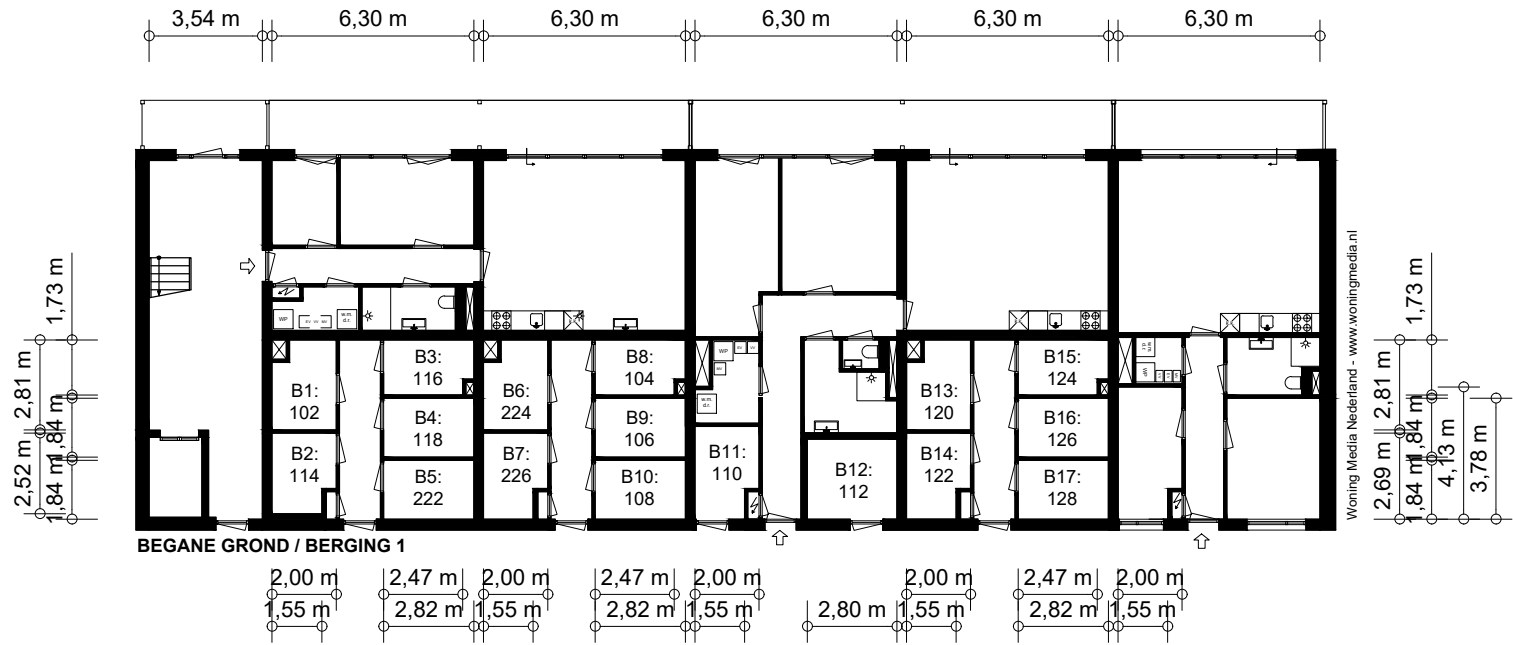 3,54 m 6,30 m 6,30 m 6,30 m 6,30 m 6,30 m
WP
w.m.
d.r.
B1:
102
B2:
114
B3:
116
B4:
118
B5:
222
B6:
224
B7:
226
B8:
104
B9:
106
B10:
108
WP
w.m.
d.r.
B11:
110
B12:
112
B13:
120
B14:
122
B15:
124
B16:
126
B17:
128
w.m.
d.r.
WP
1,73 m
2,81 m
1,84 m
2,52 m
1,84 m
Woning Media Nederland - www.woningmedia.nl
1,73 m
2,81 m
1,84 m
2,69 m
1,84 m
4,13 m
3,78 m
BEGANE GROND / BERGING 1
2,00 m 2,47 m 2,00 m 2,47 m 2,00 m 2,00 m 2,47 m 2,00 m
1,55 m 2,82 m 1,55 m 2,82 m 1,55 m 2,80 m 1,55 m 2,82 m 1,55 m